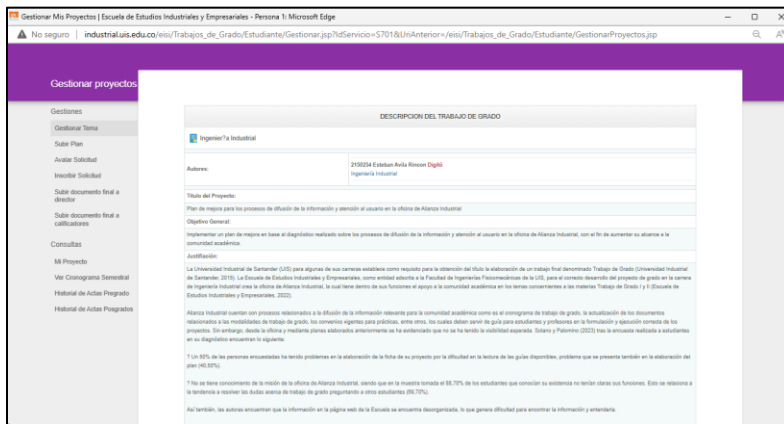 Gestionar Mis Proyectos | Escuela de Estudios Industriales y Empresariales - Persona 1: Microsoft Edge
No seguro | industrial.uis.edu.co/eisi/Trabajos_de_Grado/Estudiante/Gestionar.jsp?IdServicio=S701&UriAnterior=/eisi/Trabajos_de_Grado/Estudiante/GestionarProyectos.jsp
Gestionar proyectos
Gestiones
Gestionar Tema
Subir Plan
Avalar Solicitud
Inscribir Solicitud
Subir documento final a
director
Subir documento final a
calificadores
Consultas
Mi Proyecto
Ver Cronograma Semestral
Historial de Actas Pregrado
Historial de Actas Posgrados
DESCRIPCION DEL TRABAJO DE GRADO
Ingenier?a Industrial
Autores:
2150254 Esteban Avila Rincon Digitó
Ingeniería Industrial
Título del Proyecto:
Plan de mejora para los procesos de difusión de la información y atención al usuario en la oficina de Alianza Industrial
Objetivo General:
Implementar un plan de mejora en base al diagnóstico realizado sobre los procesos de difusión de la información y atención al usuario en la oficina de Alianza Industrial, con el fin de aumentar su alcance a la
comunidad académica.
Justificación:
La Universidad Industrial de Santander (UIS) para algunas de sus carreras establece como requisito para la obtención del título la elaboración de un trabajo final denominado Trabajo de Grado (Universidad Industrial
de Santander, 2015). La Escuela de Estudios Industriales y Empresariales, como entidad adscrita a la Facultad de Ingenierías Fisicomecánicas de la UIS, para el correcto desarrollo del proyecto de grado en la carrera
de Ingeniería Industrial crea la oficina de Alianza Industrial, la cual tiene dentro de sus funciones el apoyo a la comunidad académica en los temas concernientes a las materias Trabajo de Grado I y II (Escuela de
Estudios Industriales y Empresariales, 2022).
Alianza Industrial cuentan con procesos relacionados a la difusión de la información relevante para la comunidad académica como es el cronograma de trabajo de grado, la actualización de los documentos
relacionados a las modalidades de trabajo de grado, los convenios vigentes para prácticas, entre otros, los cuales deben servir de guía para estudiantes y profesores en la formulación y ejecución correcta de los
proyectos. Sin embargo, desde la oficina y mediante planes elaborados anteriormente se ha evidenciado que no se ha tenido la visibilidad esperada. Solano y Palomino (2023) tras la encuesta realizada a estudiantes
en su diagnóstico encuentran lo siguiente:
? Un 50% de las personas encuestadas ha tenido problemas en la elaboración de la ficha de su proyecto por la dificultad en la lectura de las guías disponibles, problema que se presenta también en la elaboración del
plan (40,80%).
? No se tiene conocimiento de la misión de la oficina de Alianza Industrial, siendo que en la muestra tomada el 88,70% de los estudiantes que conocían su existencia no tenían claras sus funciones. Esto se relaciona a
la tendencia a resolver las dudas acerca de trabajo de grado preguntando a otros estudiantes (59,70%).
Así también, las autoras encuentran que la información en la página web de la Escuela se encuentra desorganizada, lo que genera dificultad para encontrar la información y entenderla.